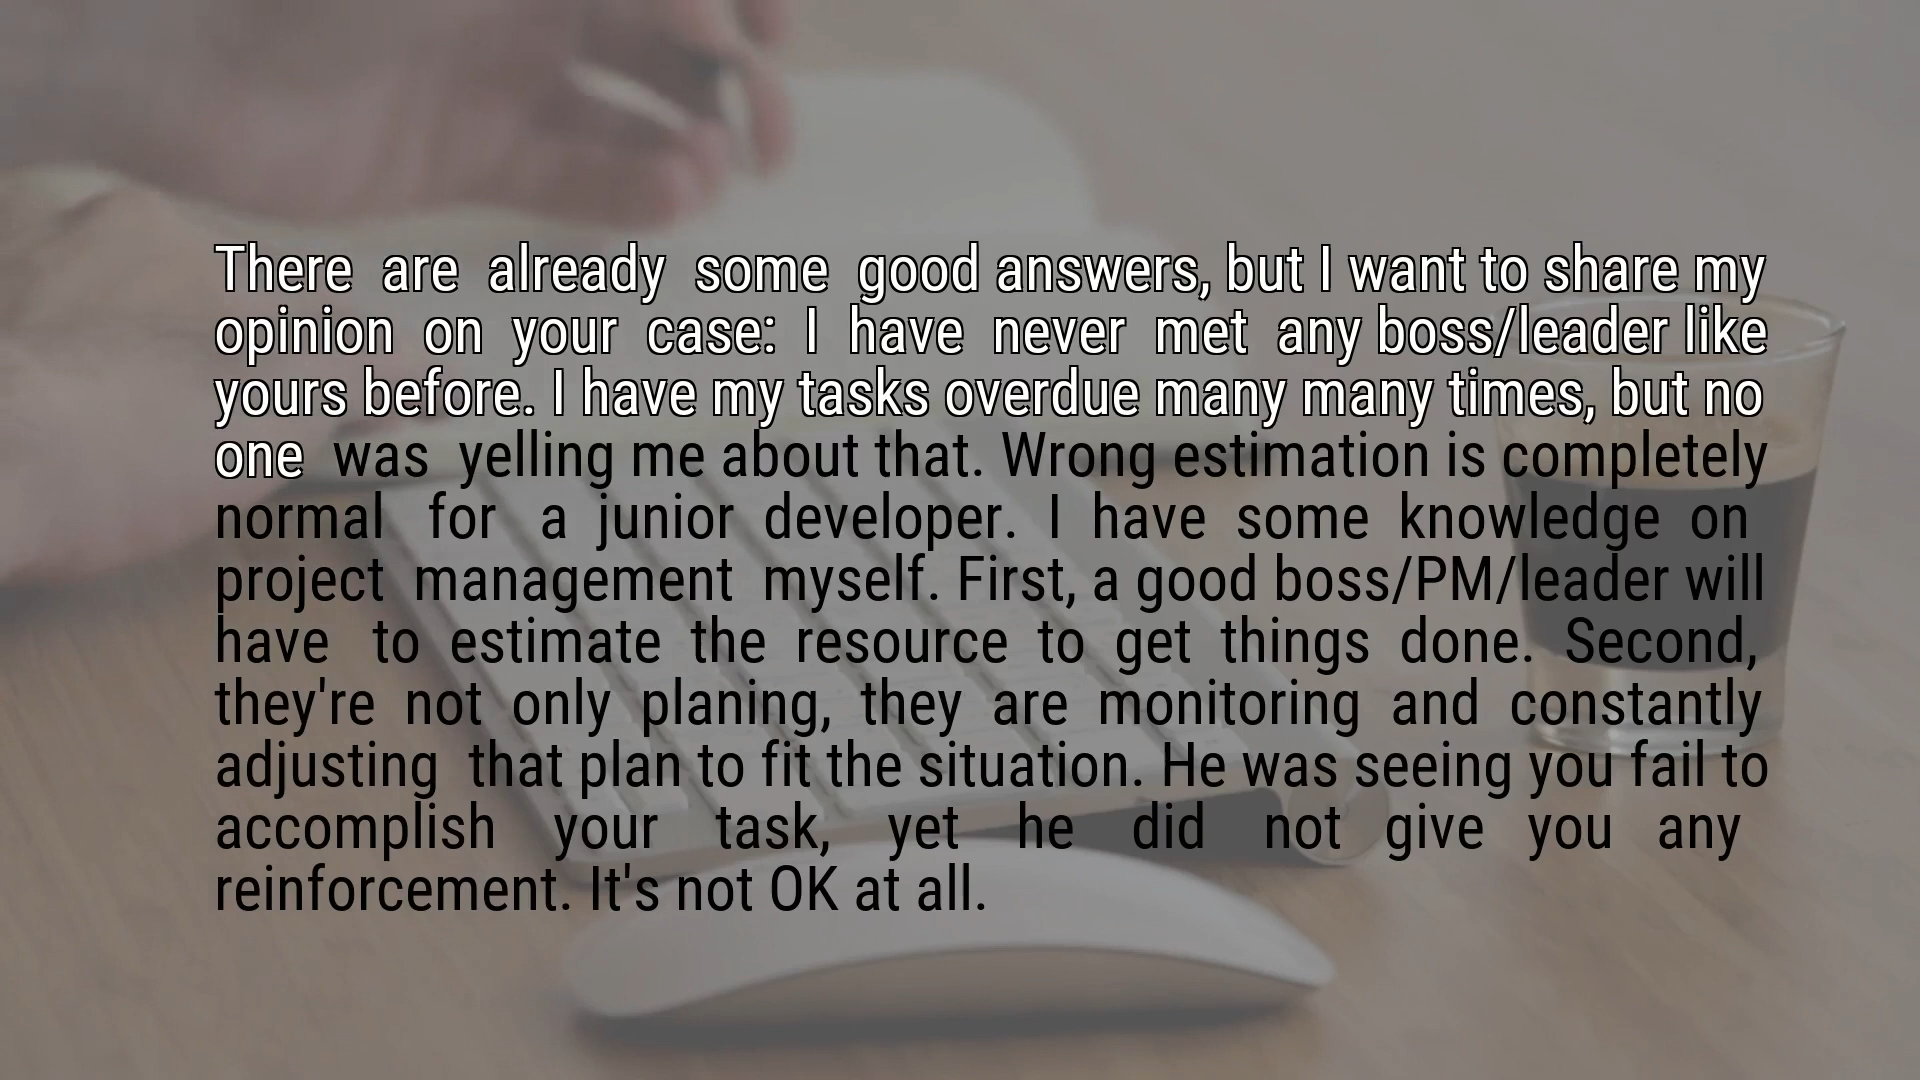 There are already some good answers, but I want to share my
opinion on your case: I have never met any boss/leader like
yours before. I have my tasks overdue many many times, but no
one was yelling me about that. Wrong estimation is completely
normal for a junior developer. I have some knowledge on
project management myself. First, a good boss/PM/leader will
have to estimate the resource to get things done. Second,
they're not only planing, they are monitoring and constantly
adjusting that plan to fit the situation. He was seeing you fail to
accomplish your task, yet he did not give you any
reinforcement. It's not OK at all.